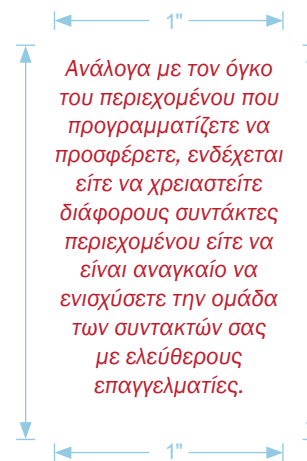 1"
Ανάλογα με τον όγκο
του περιεχομένου που
προγραμματίζετε να
προσφέρετε, ενδέχεται
είτε να χρειαστείτε
διάφορους συντάκτες
περιεχομένου είτε να
είναι αναγκαίο να
ενισχύσετε την ομάδα
των συντακτών σας
με ελεύθερους
επαγγελματίες.
1"